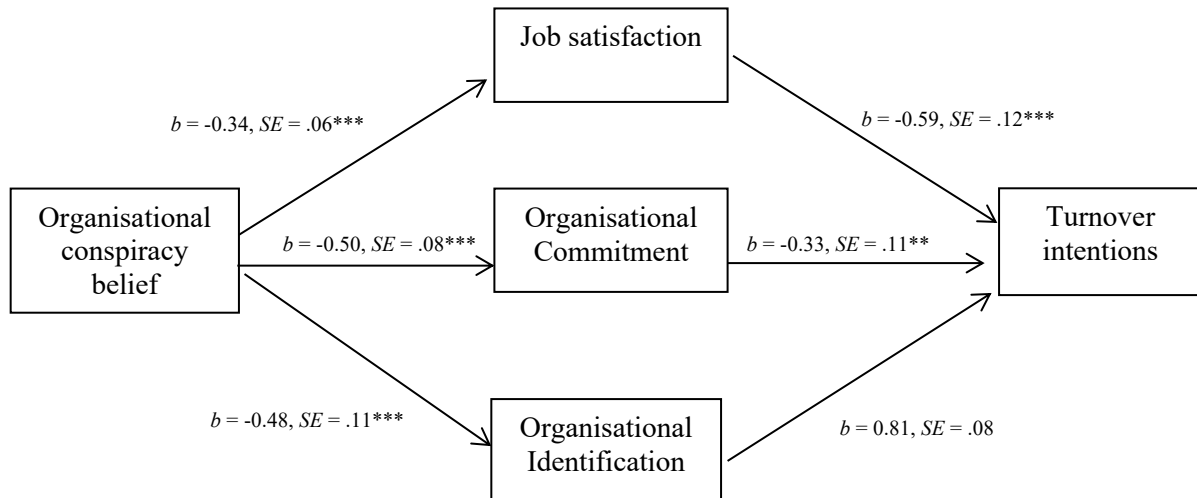 Job satisfaction
b = -0.34, SE = .06***
b = -0.59, SE = .12***
Organisational
conspiracy
belief
b = -0.50, SE = .08***
Organisational
Commitment
b = -0.33, SE = .11**
Turnover
intentions
b = -0.48, SE = .11***
Organisational
Identification
b = 0.81, SE = .08